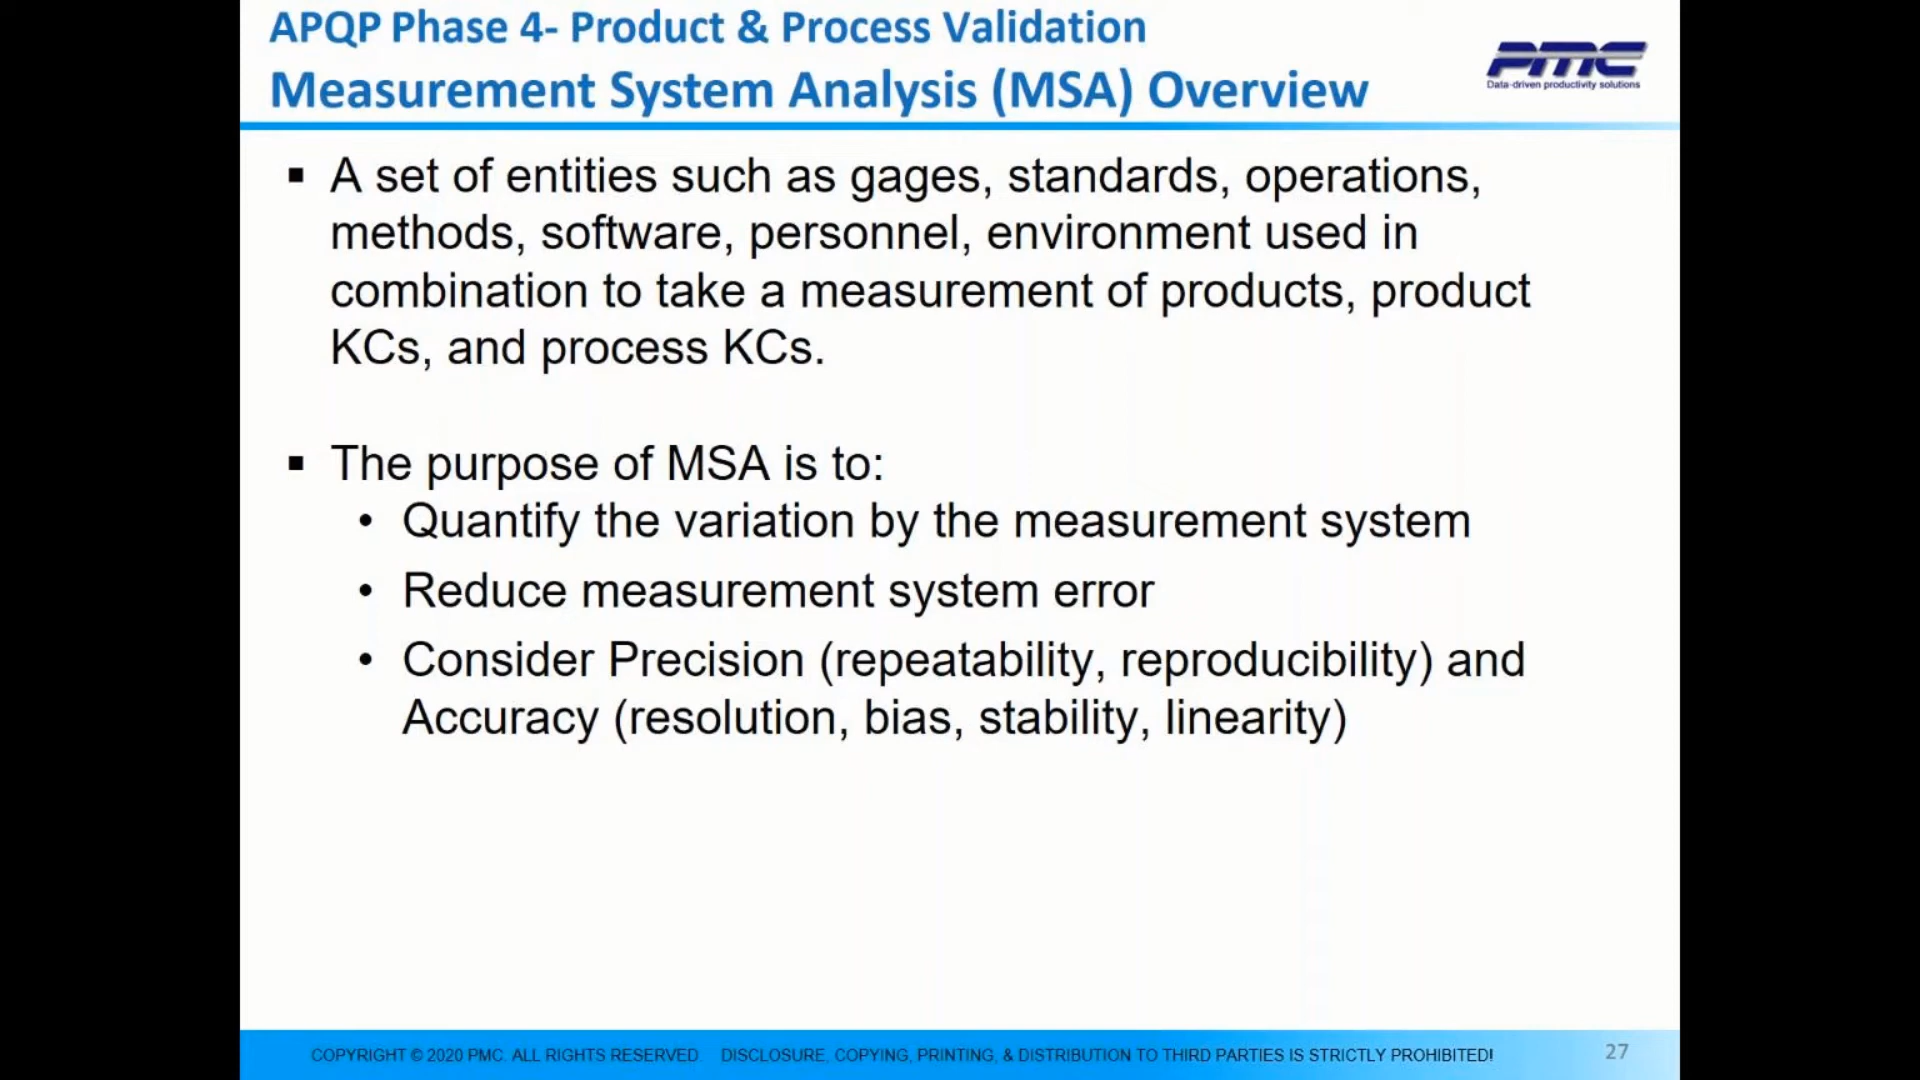 APQP Phase 4- Product & Process Validation
Measurement System Analysis (MSA) Overview
PMC
Data-driven productivity solutions
▪ A set of entities such as gages, standards, operations,
methods, software, personnel, environment used in
combination to take a measurement of products, product
KCs, and process KCs.
▪ The purpose of MSA is to:
• Quantify the variation by the measurement system
• Reduce measurement system error
• Consider Precision (repeatability, reproducibility) and
Accuracy (resolution, bias, stability, linearity)
COPYRIGHT © 2020 PMC. ALL RIGHTS RESERVED. DISCLOSURE, COPYING, PRINTING, & DISTRIBUTION TO THIRD PARTIES IS STRICTLY PROHIBITED!
27